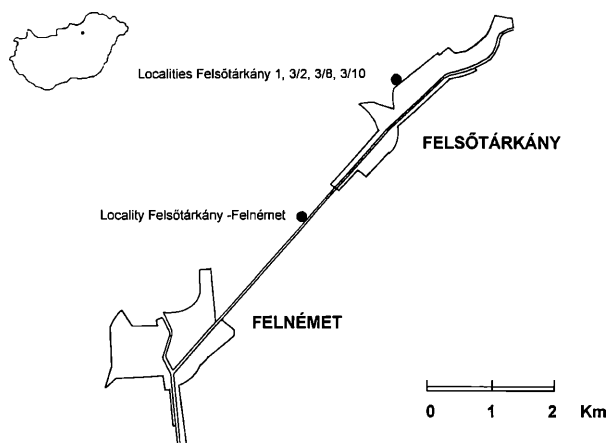 Localities Felsőtárkány 1, 3/2, 3/8, 3/10
FELSŐTÁRKÁNY
Locality Felsőtárkány -Felnémet
FELNÉMET
0 1 2 Km